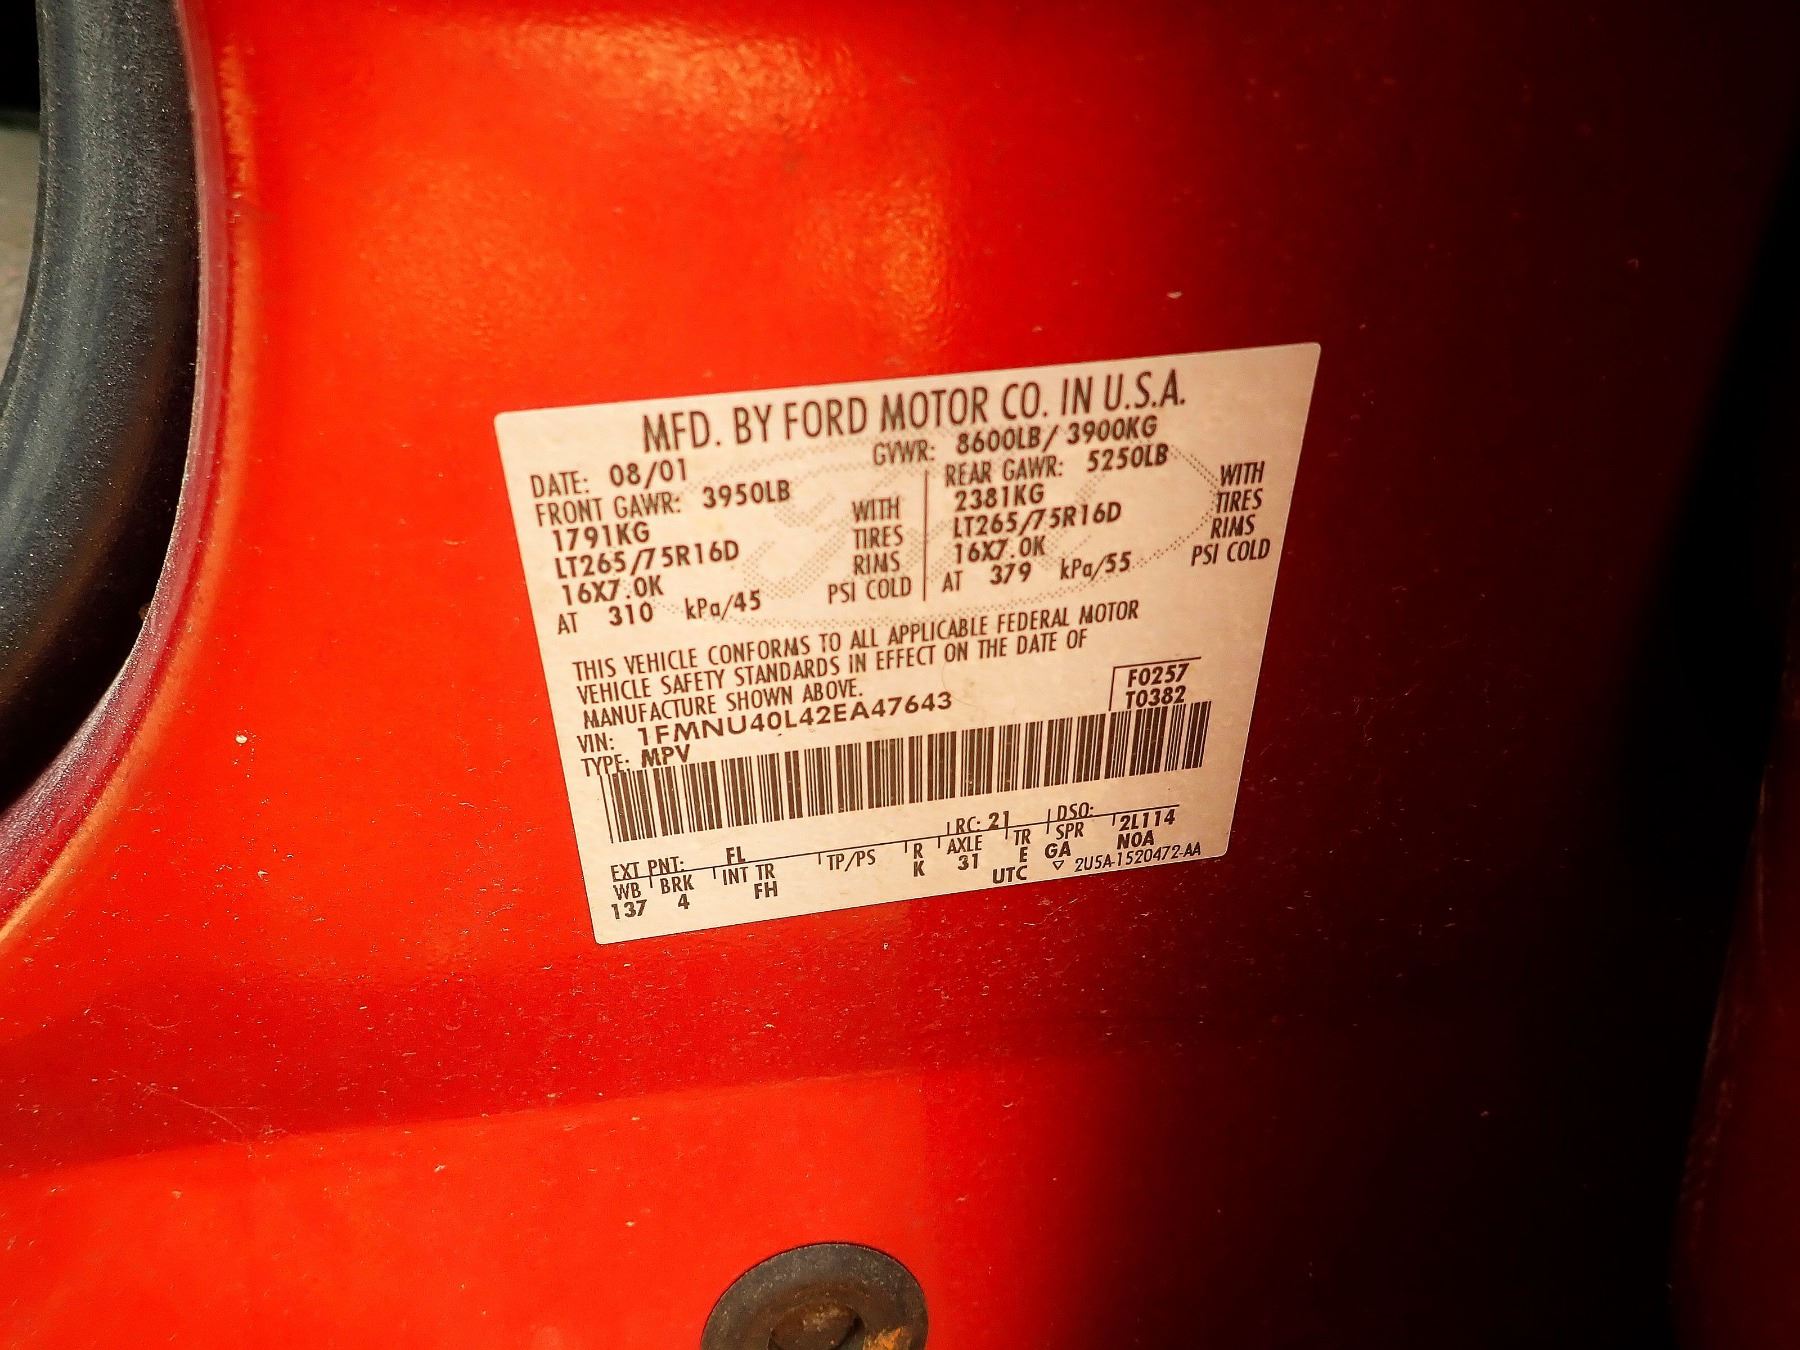 MFD. BY FORD MOTOR CO. IN U.S.A.
DATE: 08/01 GVWR: 8600LB/ 3900KG
FRONT GAWR: 3950LB REAR GAWR: 5250LB
1791KG WITH 2381KG WITH
LT265/75R16D TIRES LT265/75R16D TIRES
16X7.0K RIMS 16X7.0K RIMS
AT 310 kPa/45 PSI COLD AT 379 kPa/55 PSI COLD
THIS VEHICLE CONFORMS TO ALL APPLICABLE FEDERAL MOTOR
VEHICLE SAFETY STANDARDS IN EFFECT ON THE DATE OF
MANUFACTURE SHOWN ABOVE.
F0257
VIN: 1FMNU40L42EA47643 T0382
TYPE: MPV
EXT PNT: FL RC: 21 DSO: 2L114
WB BRK INT TR TP/PS R AXLE TR SPR N0A
137 4 FH K 31 E GA
UTC ▽ 2U5A-1520472-AA